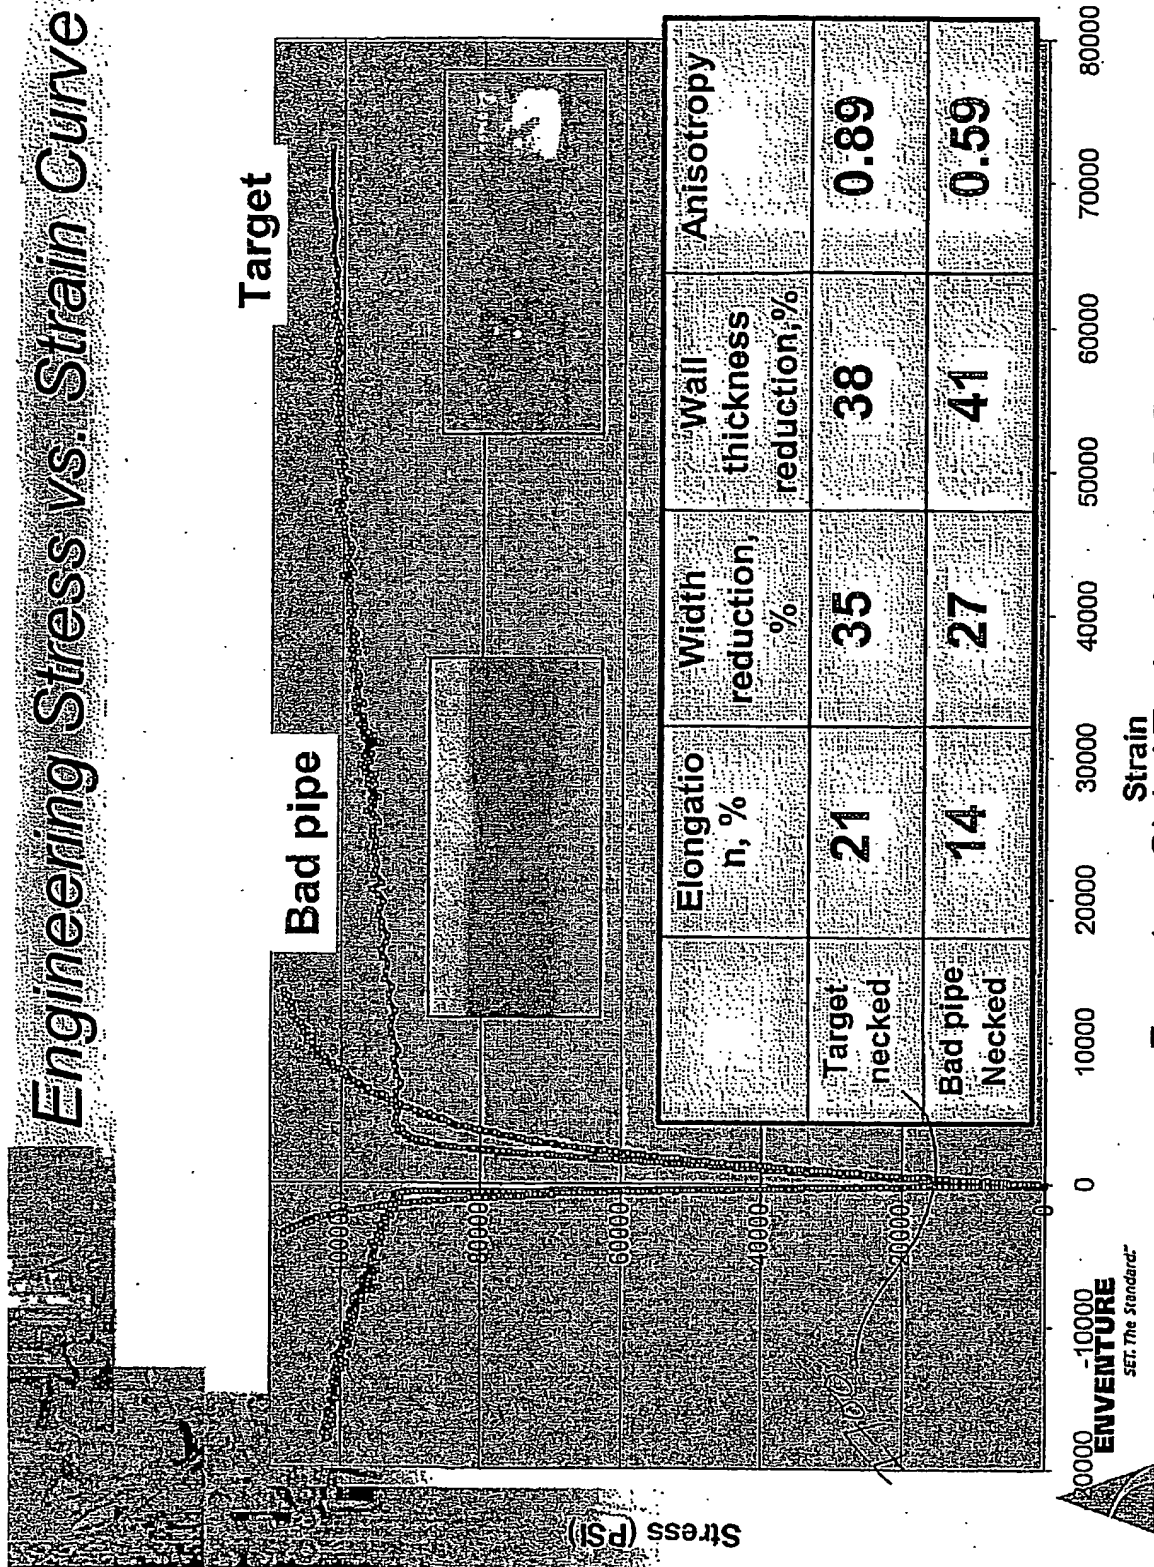 Engineering Stress vs. Strain Curve
Target
Bad pipe
Stress (PSI)
80000
60000
40000
20000
0
Elongatio
n, %
Width
reduction,
%
Wall
thickness
reduction,%
Anisotropy
Target
necked
21
35
38
0.89
Bad pipe
Necked
14
27
41
0.59
-10000
0
10000
20000
30000
40000
50000
60000
70000
80000
Strain
ENVENTURE
SET. The Standard.™